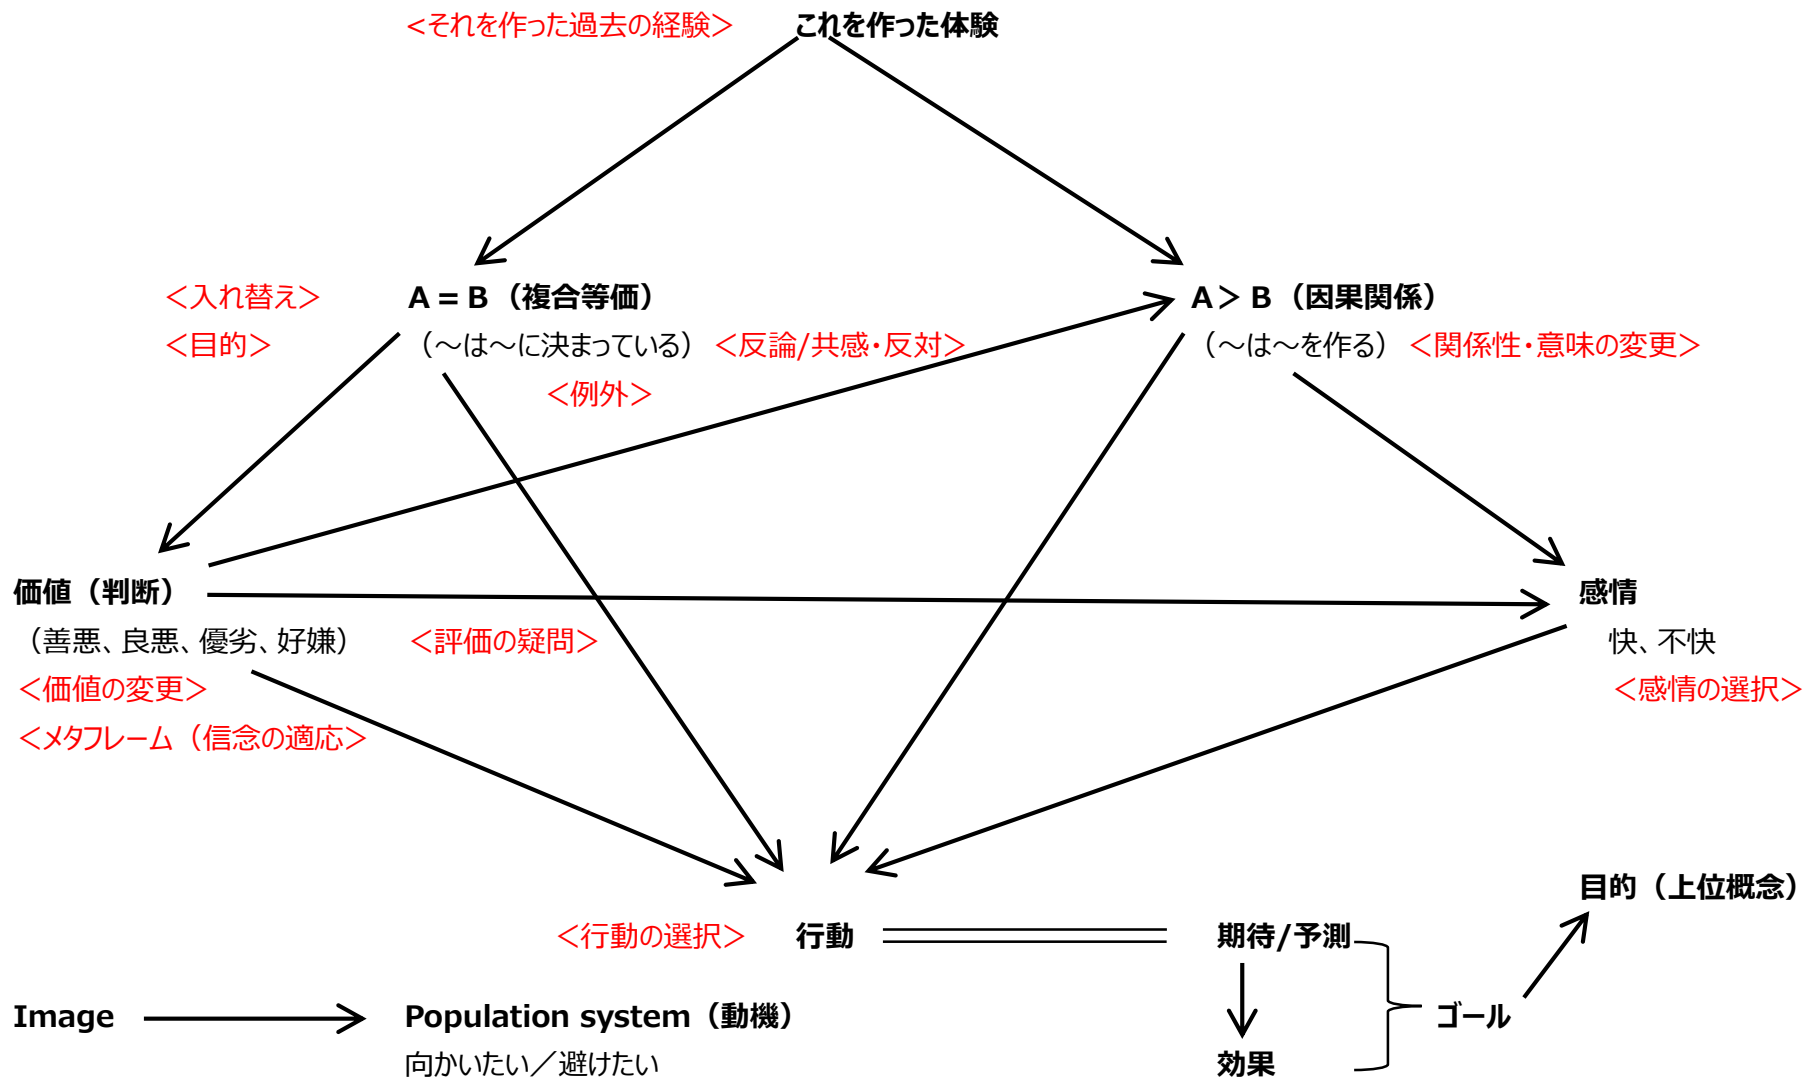 ＜それを作った過去の経験＞ これを作った体験
＜入れ替え＞ A = B（複合等価） A＞B（因果関係）
＜目的＞ （～は～に決まっている） ＜反論/共感・反対＞ （～は～を作る） ＜関係性・意味の変更＞
＜例外＞
価値（判断） 感情
（善悪、良悪、優劣、好嫌） ＜評価の疑問＞ 快、不快
＜価値の変更＞ ＜感情の選択＞
＜メタフレーム（信念の適応＞
目的（上位概念）
＜行動の選択＞ 行動 期待/予測
Image Population system（動機） ゴール
向かいたい／避けたい 効果